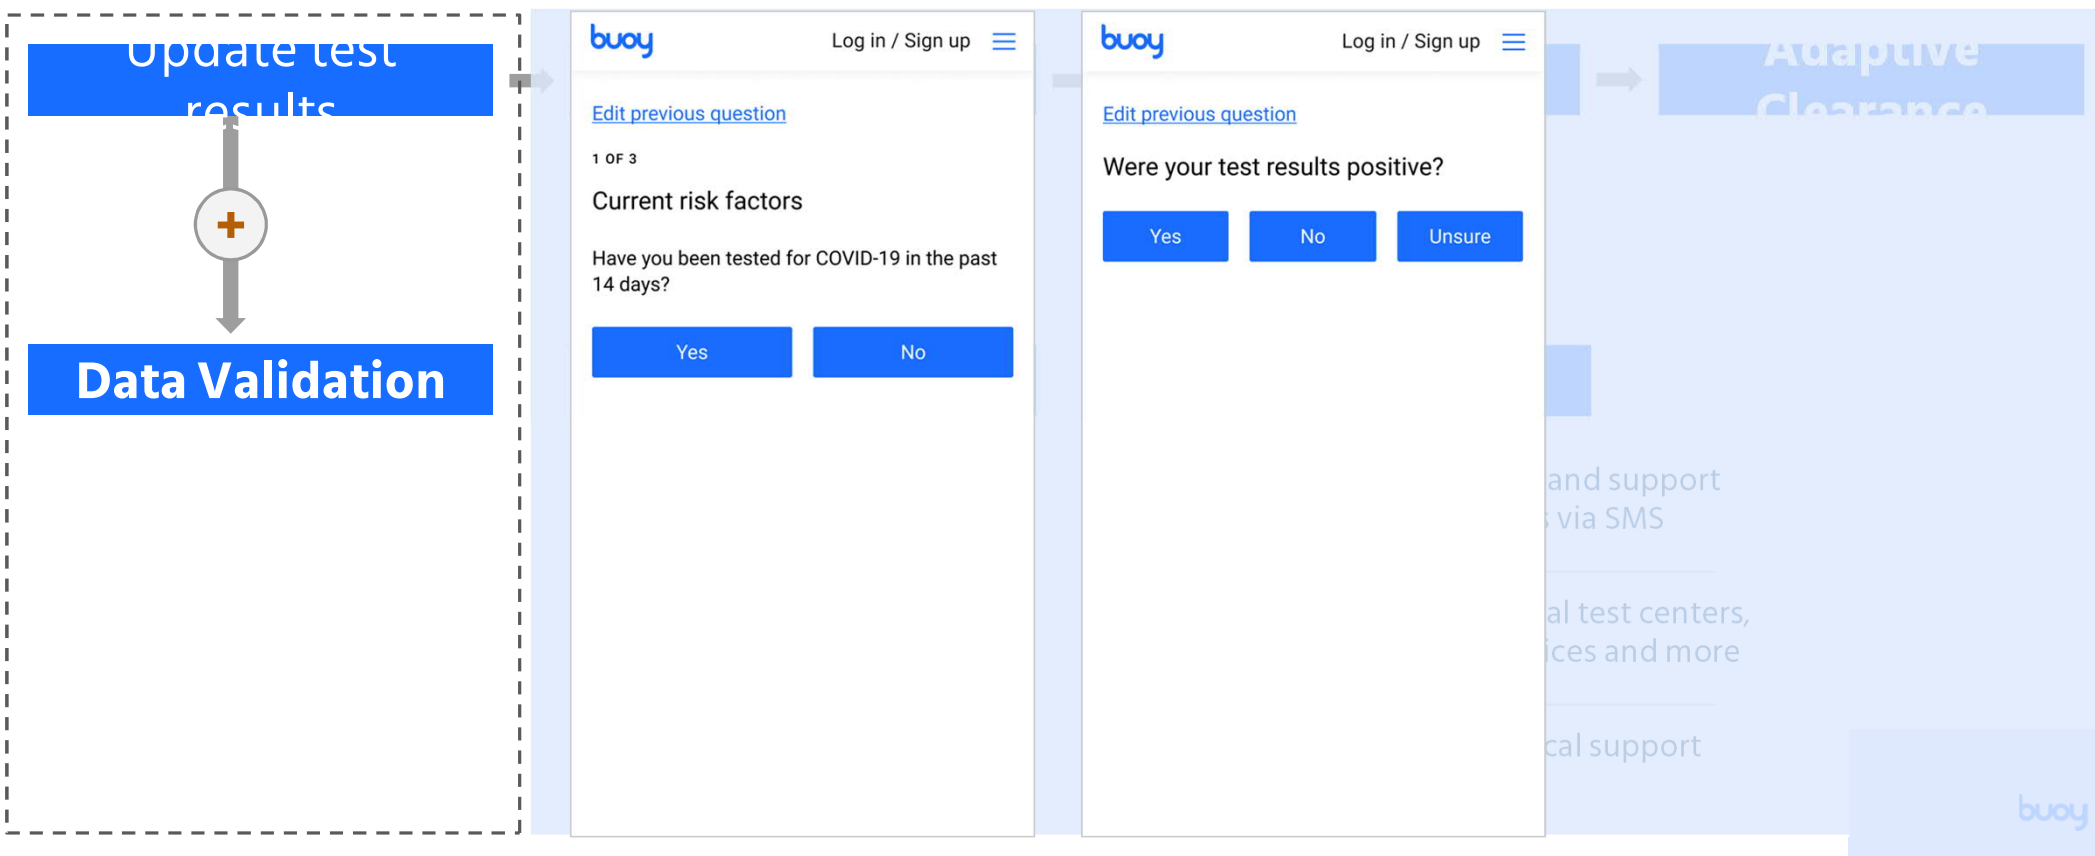 Update test
results
+
Data Validation
buoy
Log in / Sign up
Edit previous question
1 OF 3
Current risk factors
Have you been tested for COVID-19 in the past
14 days?
Yes
No
buoy
Log in / Sign up
Edit previous question
Were your test results positive?
Yes
No
Unsure
Adaptive
Clearance
and support
via SMS
al test centers,
ices and more
cal support
buoy